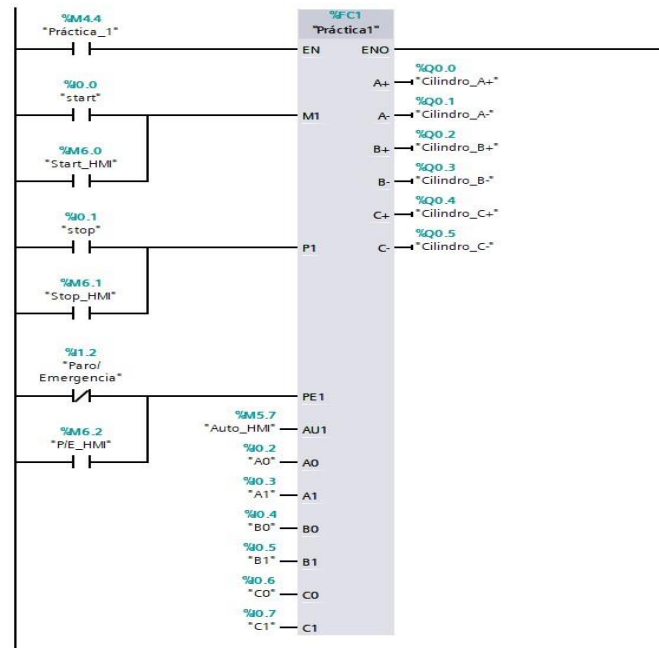 %M4.4
"Práctica_1"
%FC1
"Práctica1"
EN
ENO
%I0.0
"start"
M1
%M6.0
"Start_HMI"
A+
%Q0.0
"Cilindro_A+"
A-
%Q0.1
"Cilindro_A-"
B+
%Q0.2
"Cilindro_B+"
B-
%Q0.3
"Cilindro_B-"
C+
%Q0.4
"Cilindro_C+"
C-
%Q0.5
"Cilindro_C-"
%I0.1
"stop"
P1
%M6.1
"Stop_HMI"
%I1.2
"Paro/
Emergencia"
PE1
%M6.2
"P/E_HMI"
%M5.7
"Auto_HMI"
AU1
%I0.2
"A0"
A0
%I0.3
"A1"
A1
%I0.4
"B0"
B0
%I0.5
"B1"
B1
%I0.6
"C0"
C0
%I0.7
"C1"
C1